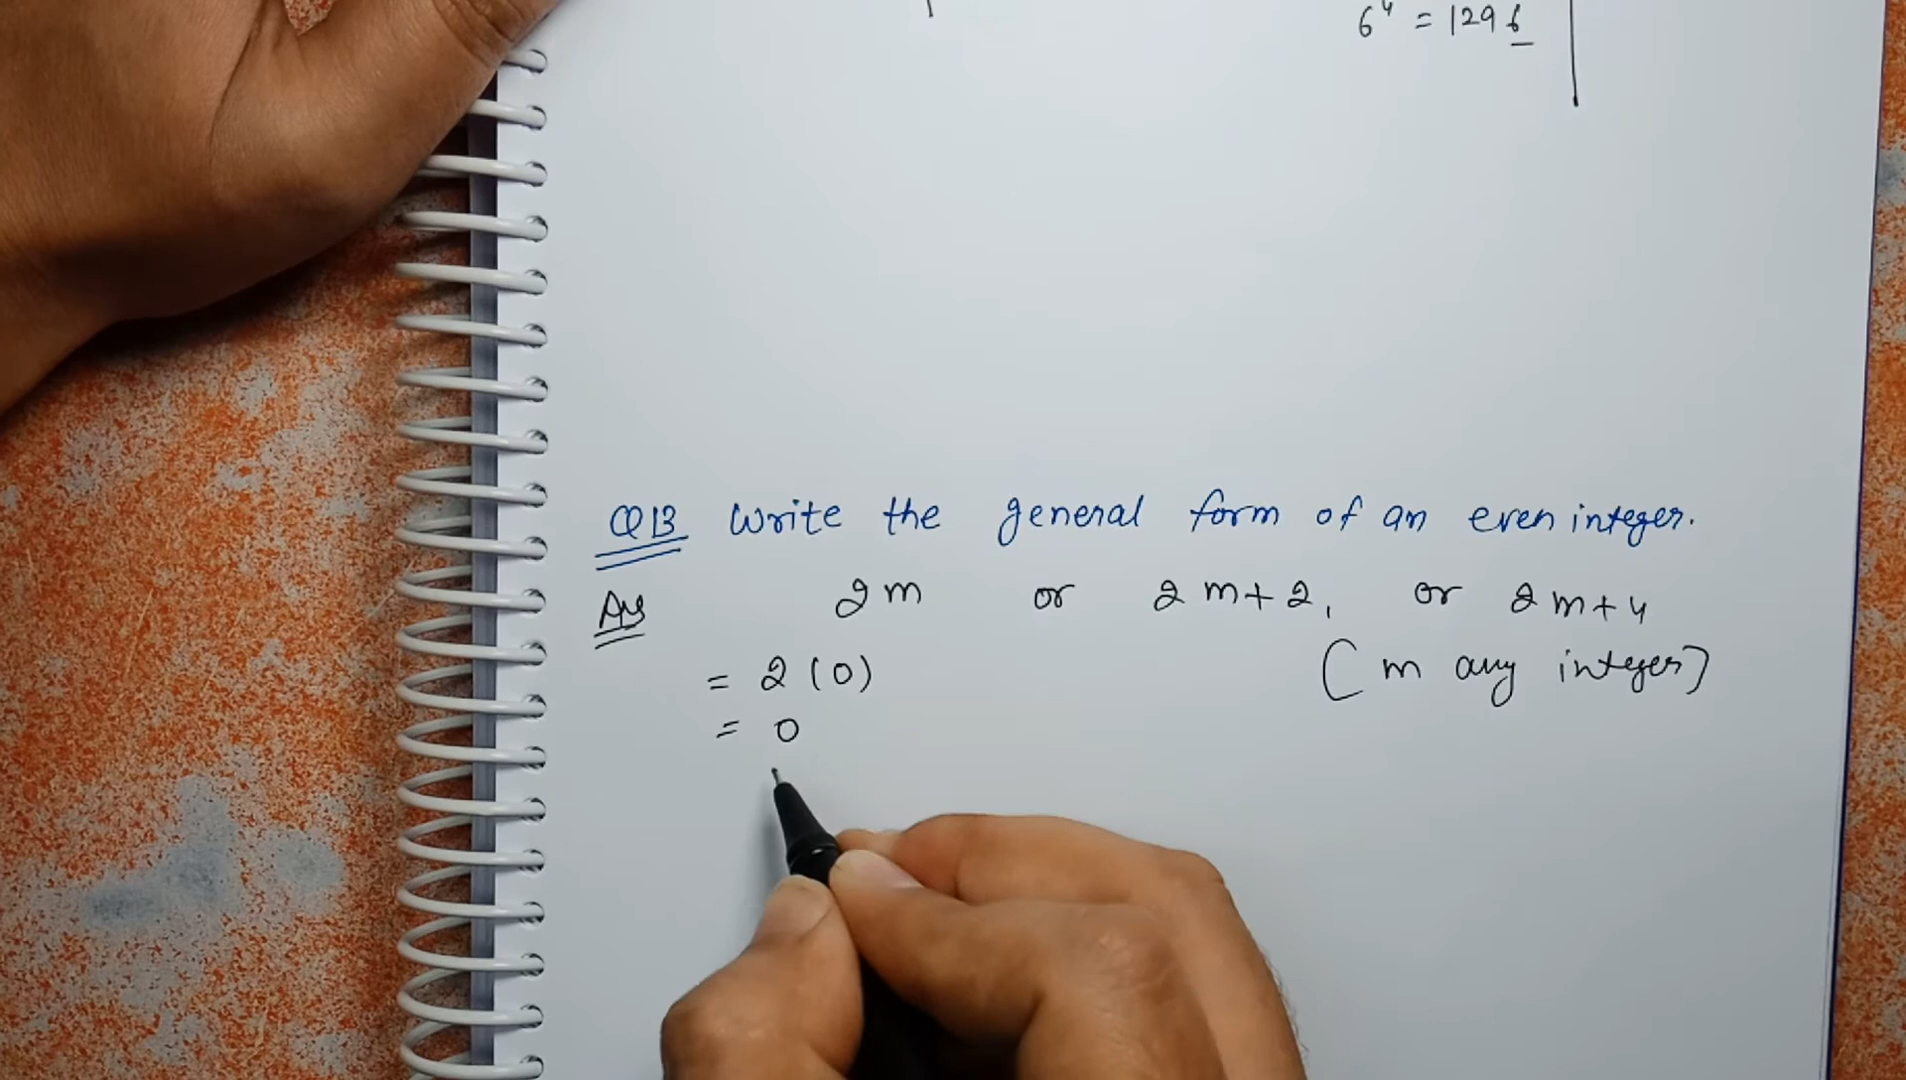 6⁴ = 1296
Q13 Write the general form of an even integer.
Ans 2m or 2m+2, or 2m+4
= 2(0) (m any integer)
= 0